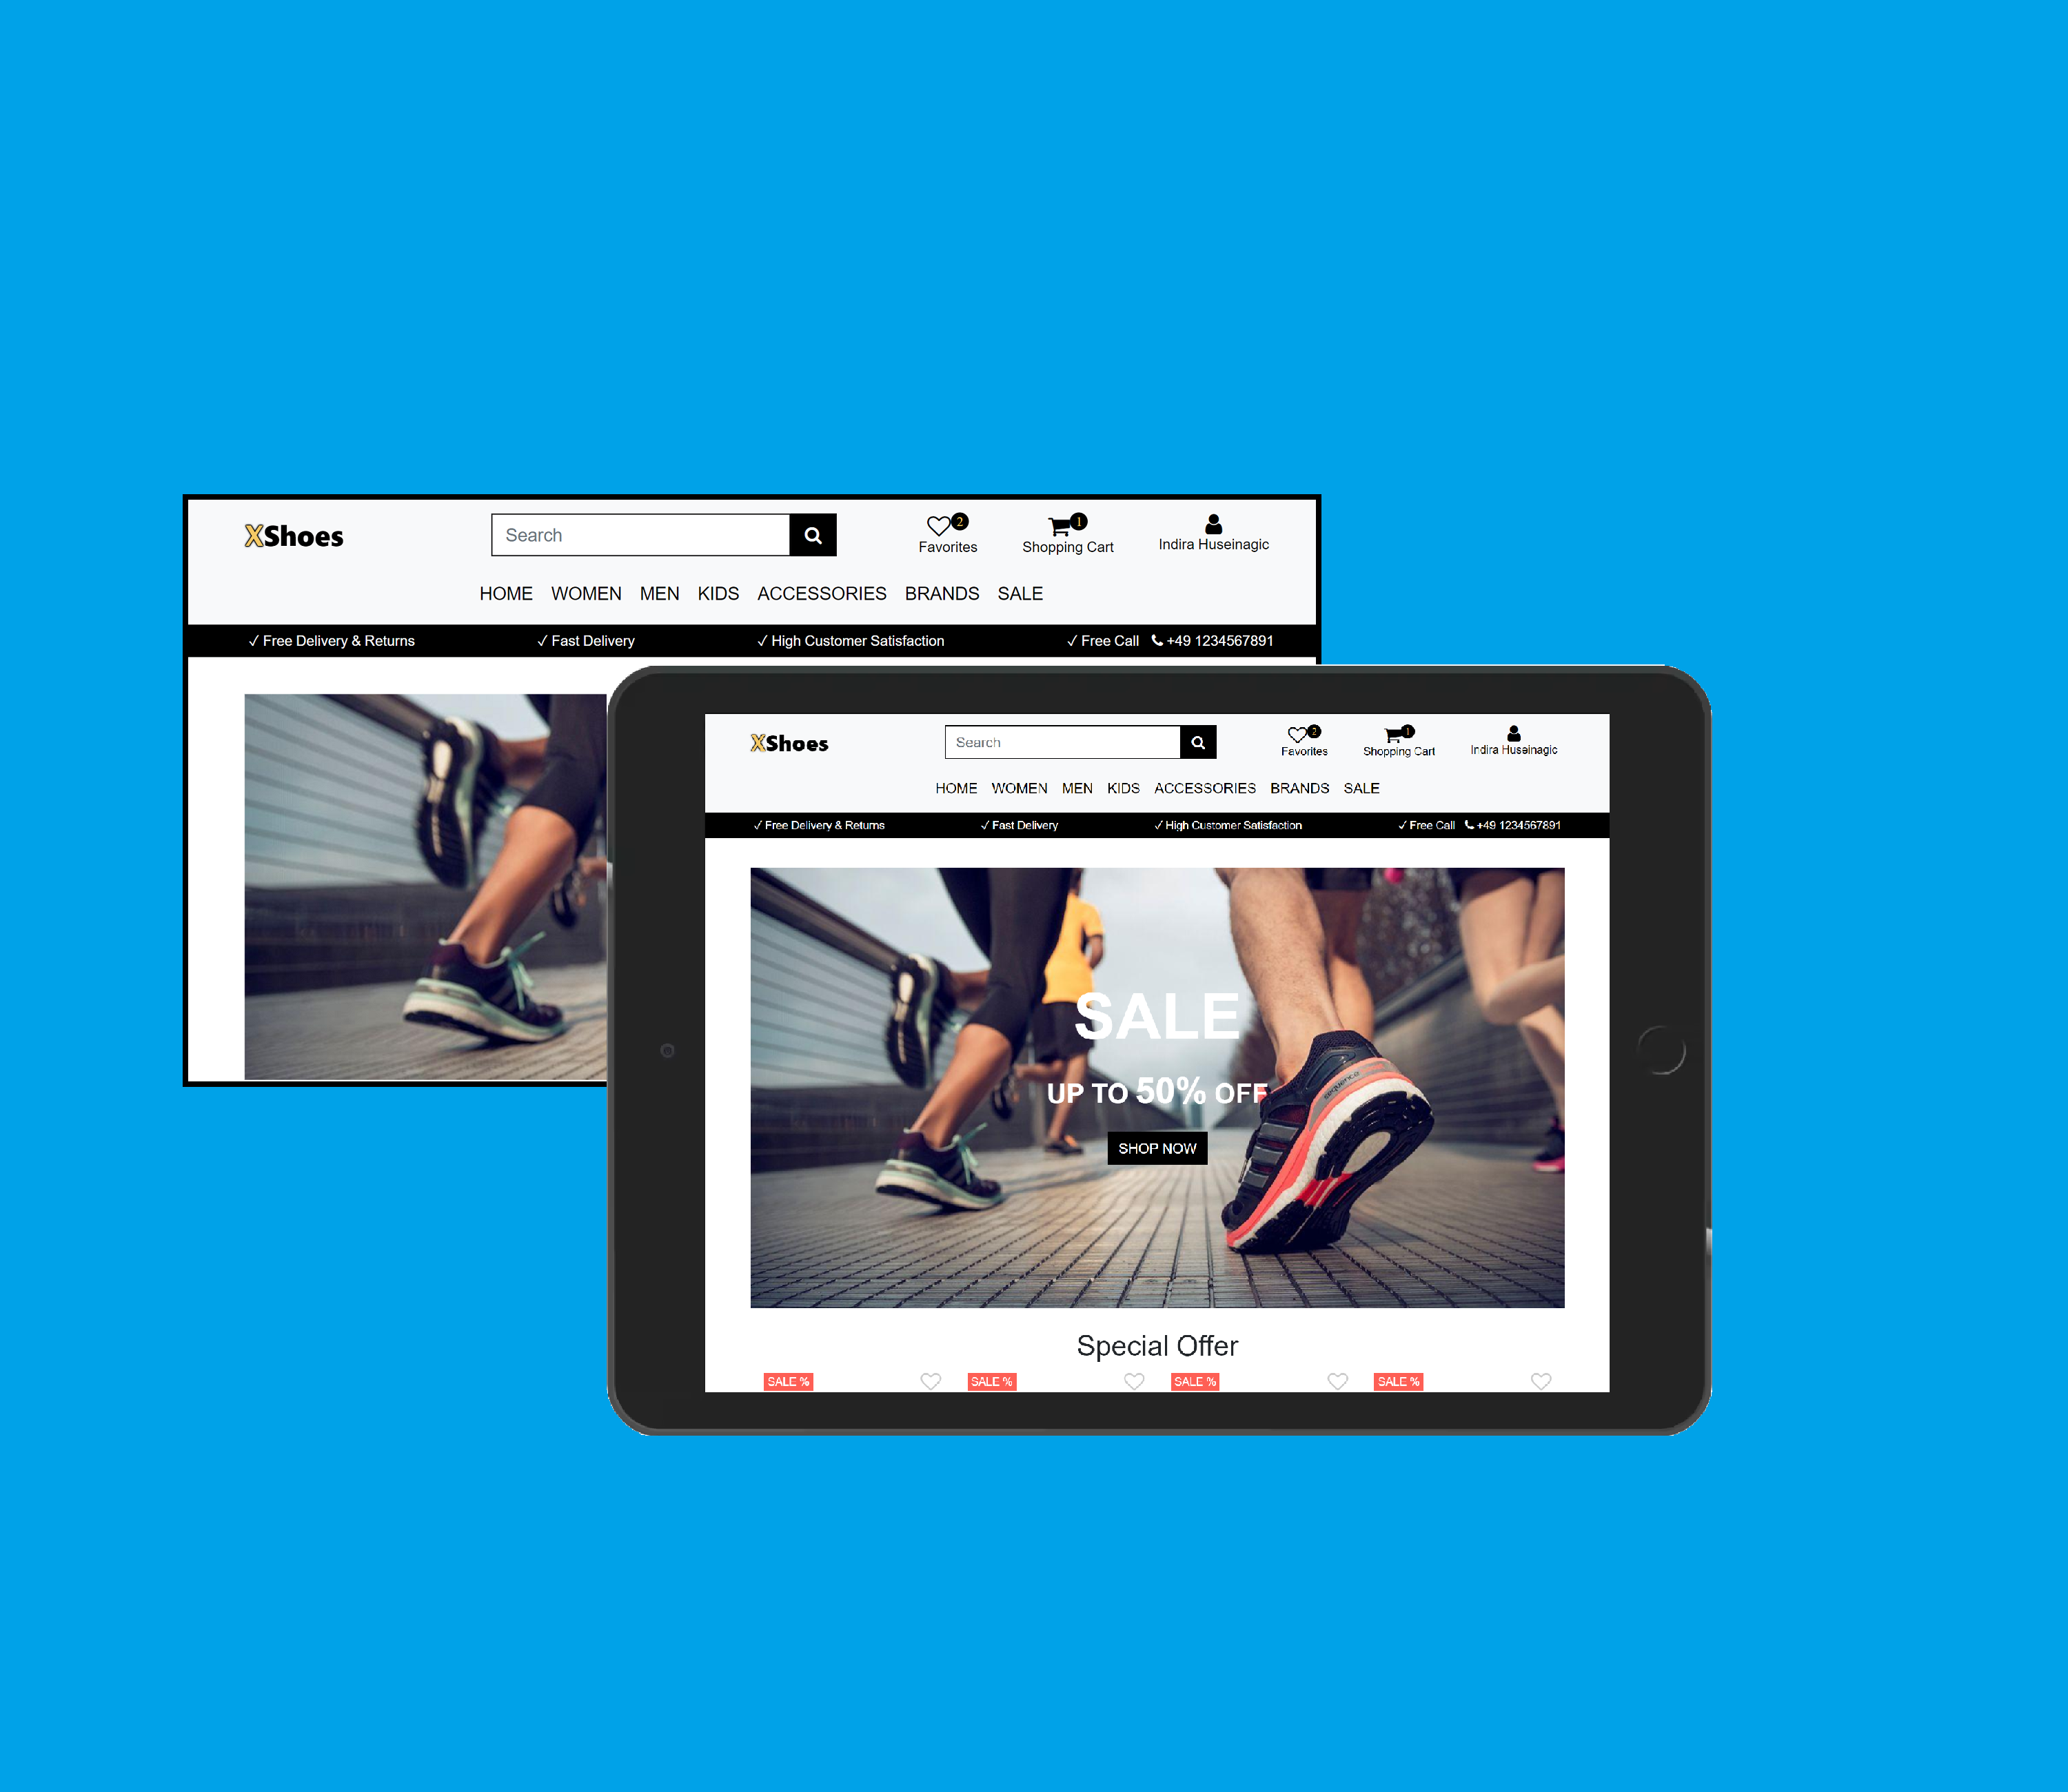 XShoes
Search
2
1
Favorites
Shopping Cart
Indira Huseinagic
HOME WOMEN MEN KIDS ACCESSORIES BRANDS SALE
✓ Free Delivery & Returns ✓ Fast Delivery ✓ High Customer Satisfaction ✓ Free Call +49 1234567891
XShoes
Search
2
1
Favorites
Shopping Cart
Indira Huseinagic
HOME WOMEN MEN KIDS ACCESSORIES BRANDS SALE
✓ Free Delivery & Returns ✓ Fast Delivery ✓ High Customer Satisfaction ✓ Free Call +49 1234567891
SALE
UP TO 50% OFF
sequence
SHOP NOW
Special Offer
SALE % SALE % SALE % SALE %